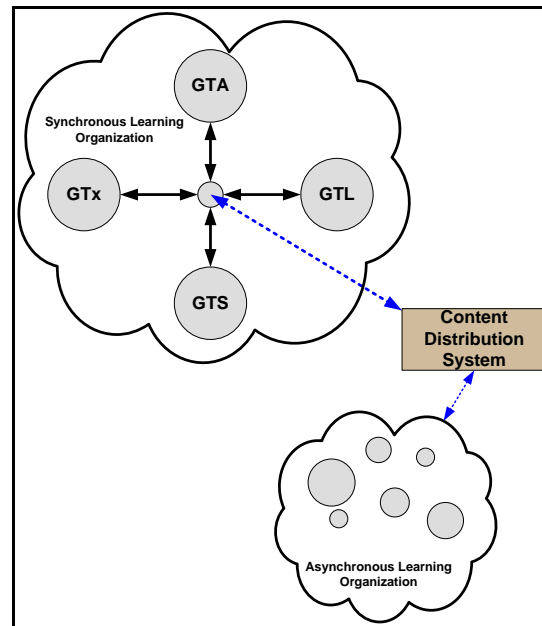 GTA
Synchronous Learning
Organization
GTx
GTL
GTS
Content
Distribution
System
Asynchronous Learning
Organization